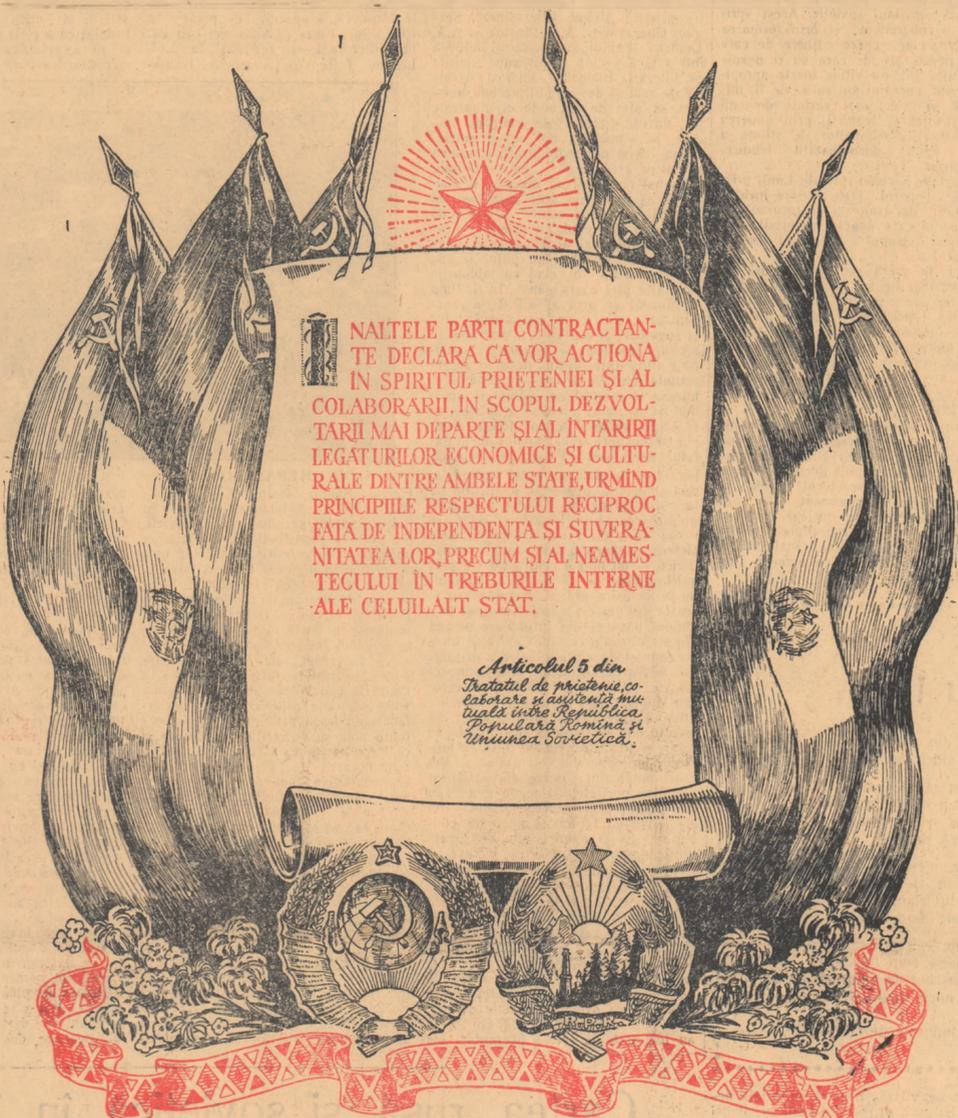 ÎNALTELE PĂRȚI CONTRACTAN-
TE DECLARĂ CĂ VOR ACȚIONA
ÎN SPIRITUL PRIETENIEI ȘI AL
COLABORĂRII, ÎN SCOPUL DEZVOL-
TĂRII MAI DEPARTE ȘI AL ÎNTĂRIRII
LEGĂTURILOR ECONOMICE ȘI CULTU-
RALE DINTRE AMBELE STATE, URMÎND
PRINCIPIILE RESPECTULUI RECIPROC
FAȚĂ DE INDEPENDENȚA ȘI SUVERA-
NITATEA LOR, PRECUM ȘI AL NEAMES-
TECULUI ÎN TREBURILE INTERNE
ALE CELUILALT STAT.
Articolul 5 din
Tratatul de prietenie, co-
laborare și asistență mu-
tuală între Republica
Populară Romînă și
Uniunea Sovietică.